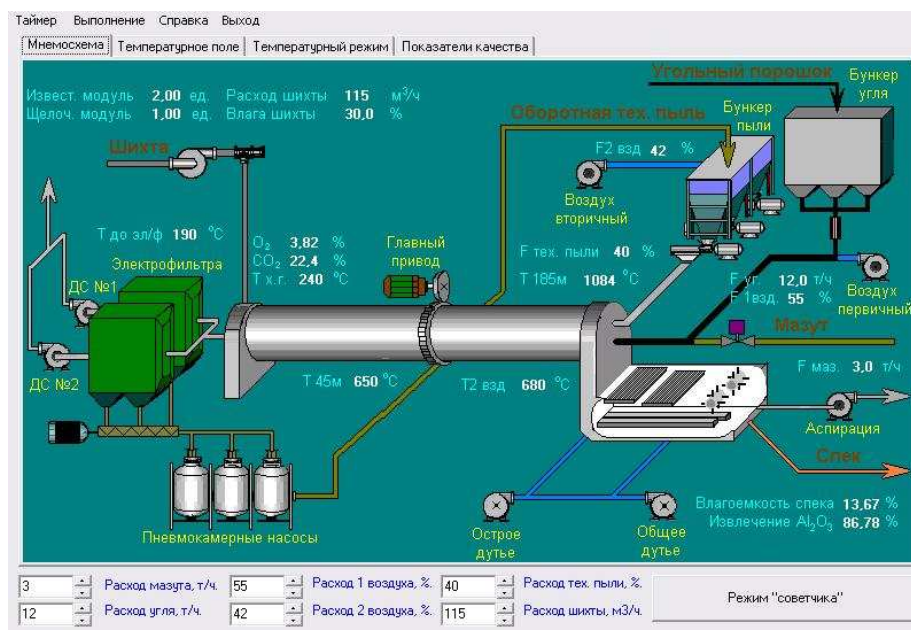 Таймер Выполнение Справка Выход
Мнемосхема Температурное поле Температурный режим Показатели качества
Угольный порошок
Бункер
угля
Извест. модуль 2,00 ед. Расход шихты 115 м³/ч
Щелоч. модуль 1,00 ед. Влага шихты 30,0 %
Оборотная тех. пыль
Бункер
пыли
Шихта
F2 взд 42 %
Воздух
вторичный
T до эл/ф 190 °C
O₂ 3,82 %
CO₂ 22,4 %
T х.г. 240 °C
Главный
привод
F тех. пыли 40 %
T 185м 1084 °C
Электрофильтра
ДС №1
F уг. 12,0 т/ч
F 1взд. 55 %
Воздух
первичный
Мазут
ДС №2
T 45м 650 °C
T2 взд 680 °C
F маз. 3,0 т/ч
Аспирация
Спек
Влагоемкость спека 13,67 %
Извлечение Al₂O₃ 86,78 %
Пневмокамерные насосы
Острое
дутье
Общее
дутье
3 Расход мазута, т/ч. 55 Расход 1 воздуха, %. 40 Расход тех. пыли, %.
12 Расход угля, т/ч. 42 Расход 2 воздуха, %. 115 Расход шихты, м3/ч.
Режим "советчика"